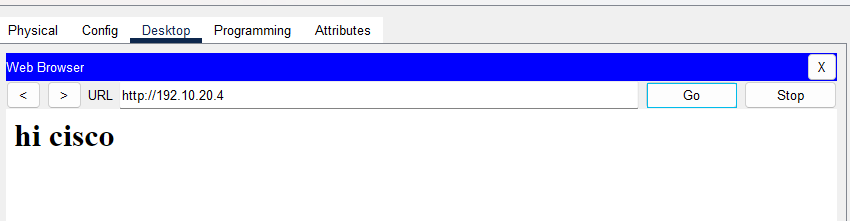 Physical Config Desktop Programming Attributes
Web Browser X
< > URL http://192.10.20.4 Go Stop
hi cisco